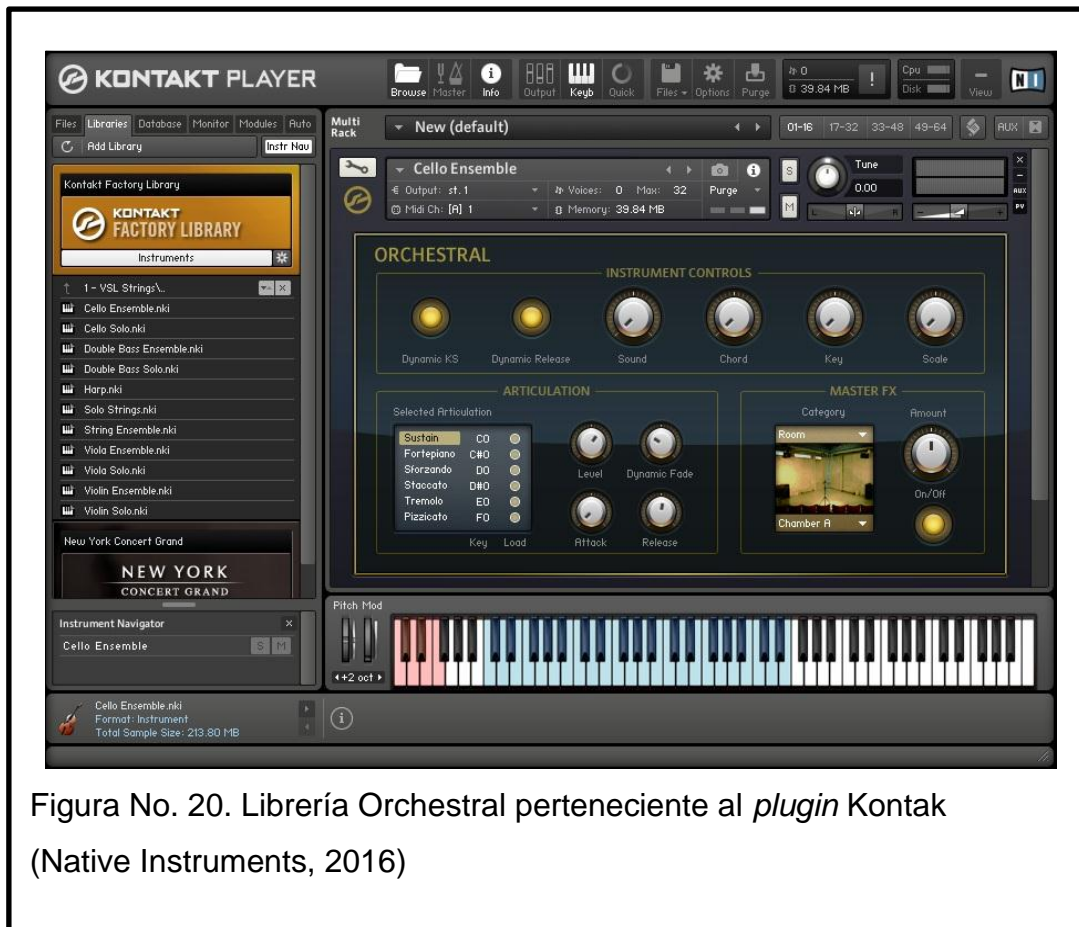 KONTAKT PLAYER
Browse Master Info Output Keyb Quick Files Options Purge
0
39.84 MB
!
Cpu
Disk
View
NI
Files Libraries Database Monitor Modules Auto
Add Library Instr Nav
Kontakt Factory Library
KONTAKT
FACTORY LIBRARY
Instruments
1 - VSL Strings\..
Cello Ensemble.nki
Cello Solo.nki
Double Bass Ensemble.nki
Double Bass Solo.nki
Harp.nki
Solo Strings.nki
String Ensemble.nki
Viola Ensemble.nki
Viola Solo.nki
Violin Ensemble.nki
Violin Solo.nki
New York Concert Grand
NEW YORK
CONCERT GRAND
Instrument Navigator ×
Cello Ensemble S M
Cello Ensemble.nki
Format: Instrument
Total Sample Size: 213.80 MB
Multi
Rack
New (default)
01-16 17-32 33-48 49-64 AUX
Cello Ensemble
Output: st.1 Voices: 0 Max: 32 Purge
Midi Ch: [A] 1 Memory: 39.84 MB
S
M
Tune
0.00
L R
- +
×
-
AUX
PV
ORCHESTRAL
INSTRUMENT CONTROLS
Dynamic KS Dynamic Release Sound Chord Key Scale
ARTICULATION
Selected Articulation
Sustain C0
Fortepiano C#0
Sforzando D0
Staccato D#0
Tremolo E0
Pizzicato F0
Key Load
Level Dynamic Fade
Attack Release
MASTER FX
Category Amount
Room
Chamber A
On/Off
Pitch Mod
+2 oct
i
Figura No. 20. Librería Orchestral perteneciente al plugin Kontak
(Native Instruments, 2016)